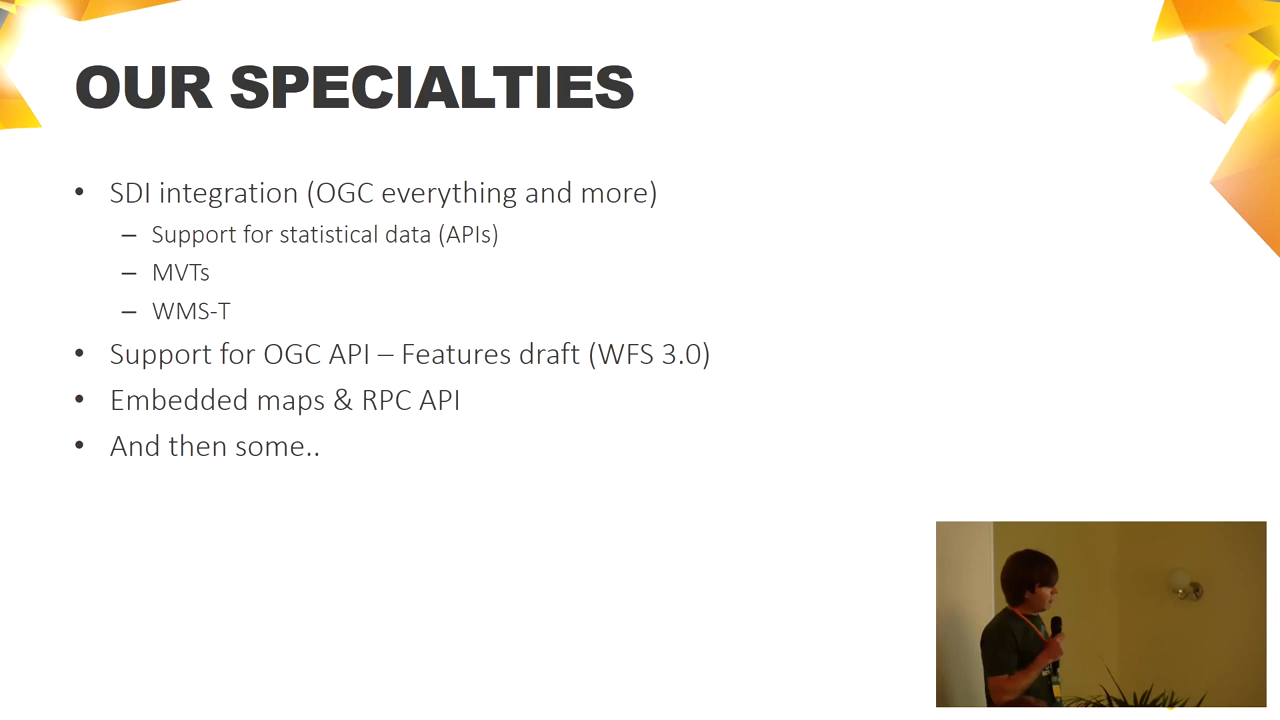 OUR SPECIALTIES
• SDI integration (OGC everything and more)
– Support for statistical data (APIs)
– MVTs
– WMS-T
• Support for OGC API – Features draft (WFS 3.0)
• Embedded maps & RPC API
• And then some..